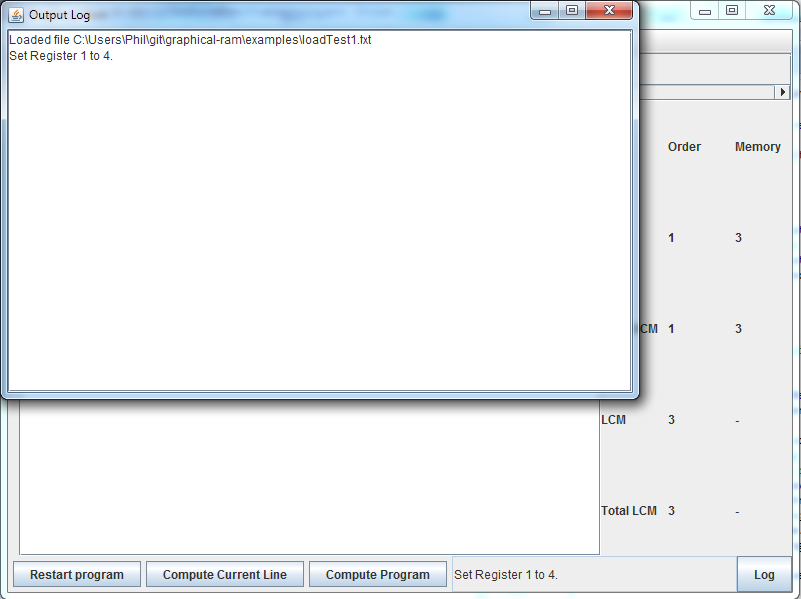 Output Log
Loaded file C:\Users\Phil\git\graphical-ram\examples\loadTest1.txt
Set Register 1 to 4.
Order Memory
1 3
CM 1 3
LCM 3 -
Total LCM 3 -
Restart program Compute Current Line Compute Program Set Register 1 to 4. Log